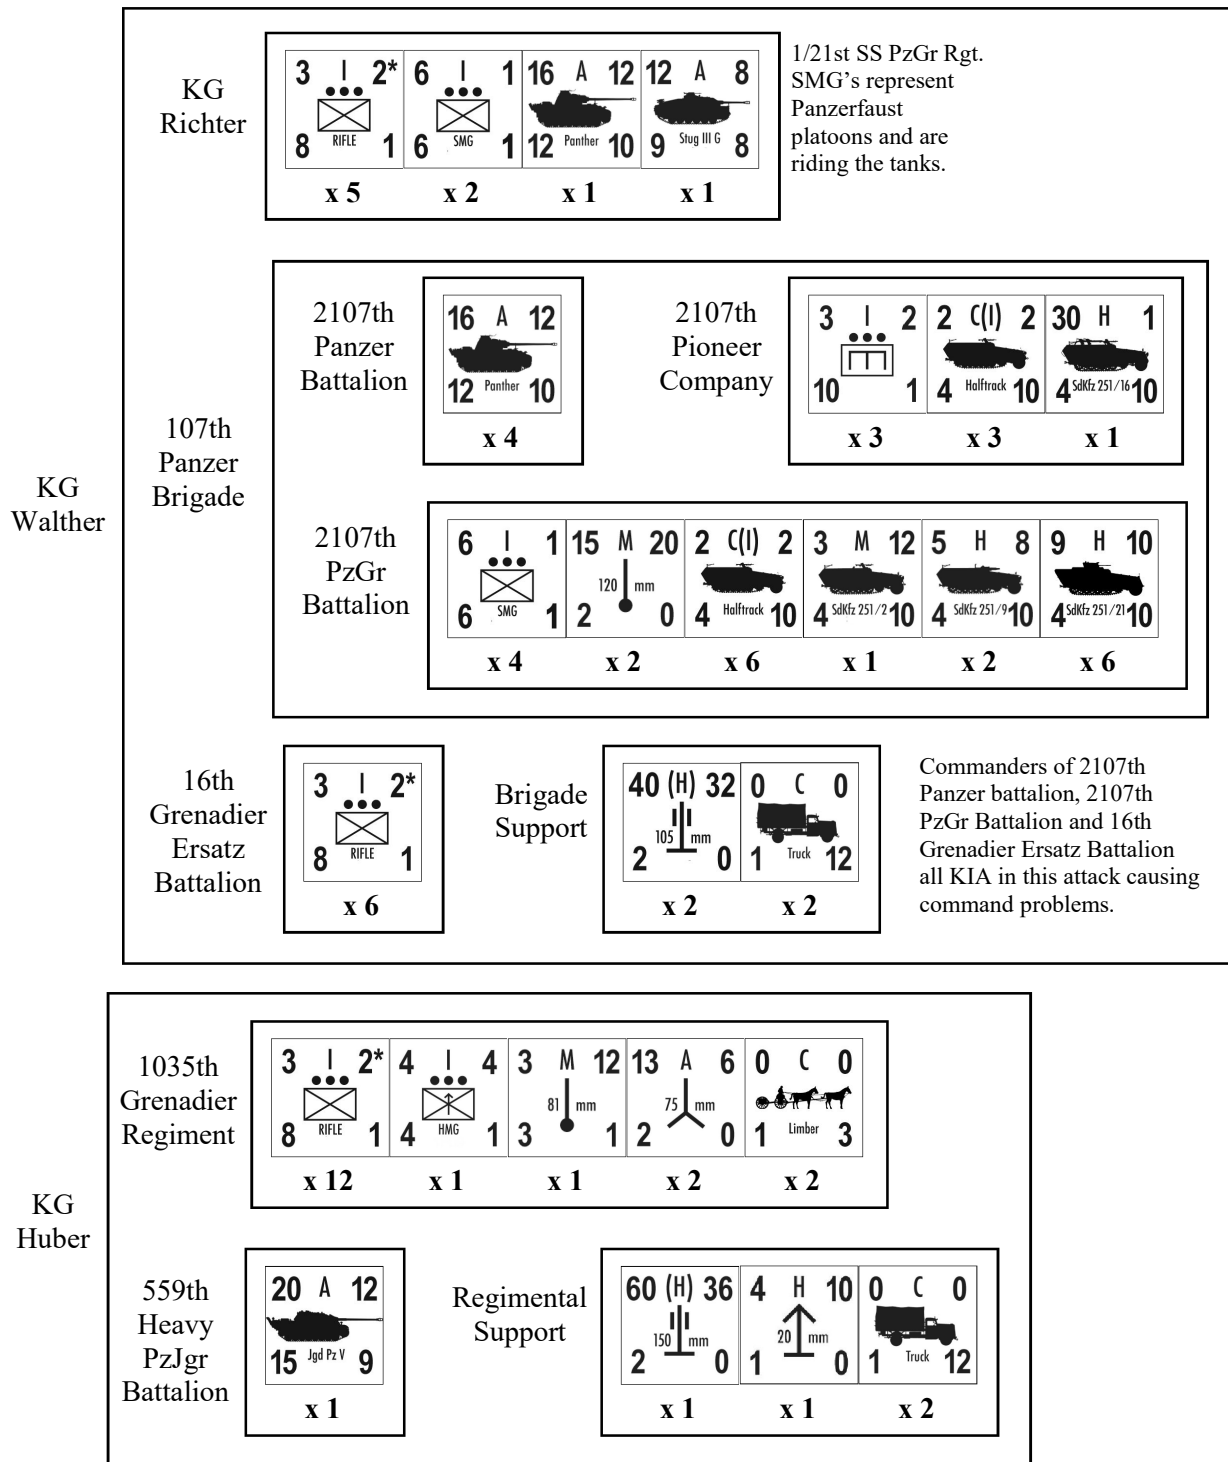 KG
Richter
3 I 2*
RIFLE
8 1
x 5
6 I 1
SMG
6 1
x 2
16 A 12
Panther
12 10
x 1
12 A 8
Stug III G
9 8
x 1
1/21st SS PzGr Rgt.
SMG's represent
Panzerfaust
platoons and are
riding the tanks.
KG
Walther
107th
Panzer
Brigade
2107th
Panzer
Battalion
16 A 12
Panther
12 10
x 4
2107th
Pioneer
Company
3 I 2
10 1
x 3
2 C(I) 2
Halftrack
4 10
x 3
30 H 1
SdKfz 251/16
4 10
x 1
2107th
PzGr
Battalion
6 I 1
SMG
6 1
x 4
15 M 20
120 mm
2 0
x 2
2 C(I) 2
Halftrack
4 10
x 6
3 M 12
SdKfz 251/2
4 10
x 1
5 H 8
SdKfz 251/9
4 10
x 2
9 H 10
SdKfz 251/21
4 10
x 6
16th
Grenadier
Ersatz
Battalion
3 I 2*
RIFLE
8 1
x 6
Brigade
Support
40 (H) 32
105 mm
2 0
x 2
0 C 0
Truck
1 12
x 2
Commanders of 2107th
Panzer battalion, 2107th
PzGr Battalion and 16th
Grenadier Ersatz Battalion
all KIA in this attack causing
command problems.
KG
Huber
1035th
Grenadier
Regiment
3 I 2*
RIFLE
8 1
x 12
4 I 4
HMG
4 1
x 1
3 M 12
81 mm
3 1
x 1
13 A 6
75 mm
2 0
x 2
0 C 0
Limber
1 3
x 2
559th
Heavy
PzJgr
Battalion
20 A 12
Jgd Pz V
15 9
x 1
Regimental
Support
60 (H) 36
150 mm
2 0
x 1
4 H 10
20 mm
1 0
x 1
0 C 0
Truck
1 12
x 2